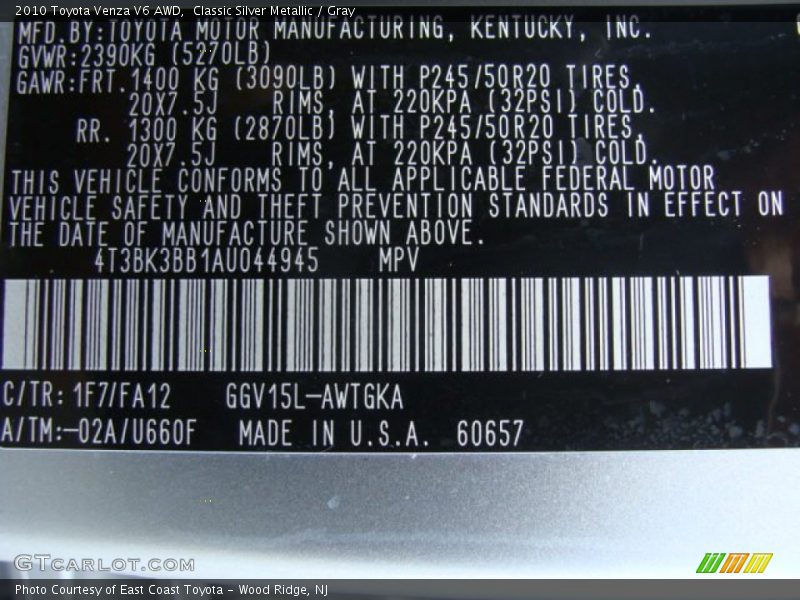 2010 Toyota Venza V6 AWD,  Classic Silver Metallic / Gray
MFD.BY:TOYOTA MOTOR MANUFACTURING, KENTUCKY, INC.
GVWR:2390KG (5270LB)
GAWR:FRT.1400 KG (3090LB) WITH P245/50R20 TIRES,
20X7.5J RIMS, AT 220KPA (32PSI) COLD.
RR. 1300 KG (2870LB) WITH P245/50R20 TIRES,
20X7.5J RIMS, AT 220KPA (32PSI) COLD.
THIS VEHICLE CONFORMS TO ALL APPLICABLE FEDERAL MOTOR
VEHICLE SAFETY AND THEFT PREVENTION STANDARDS IN EFFECT ON
THE DATE OF MANUFACTURE SHOWN ABOVE.
4T3BK3BB1AU044945 MPV
C/TR: 1F7/FA12 GGV15L-AWTGKA
A/TM:-02A/U660F MADE IN U.S.A. 60657
GTCARLOT.COM
Photo Courtesy of East Coast Toyota - Wood Ridge, NJ